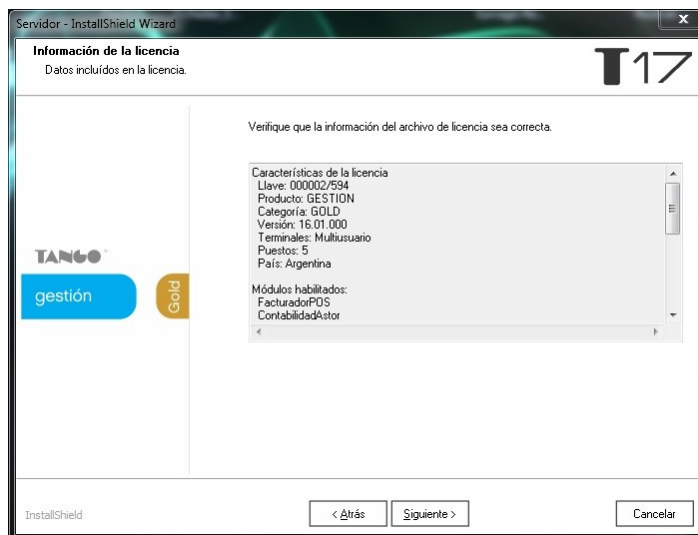 Servidor - InstallShield Wizard
Información de la licencia
Datos incluídos en la licencia.
T17
Verifique que la información del archivo de licencia sea correcta.
Características de la licencia
Llave: 000002/594
Producto: GESTION
Categoría: GOLD
Versión: 16.01.000
Terminales: Multiusuario
Puestos: 5
País: Argentina
Módulos habilitados:
FacturadorPOS
ContabilidadAstor
TANGO
gestión
Gold
InstallShield
< Atrás
Siguiente >
Cancelar